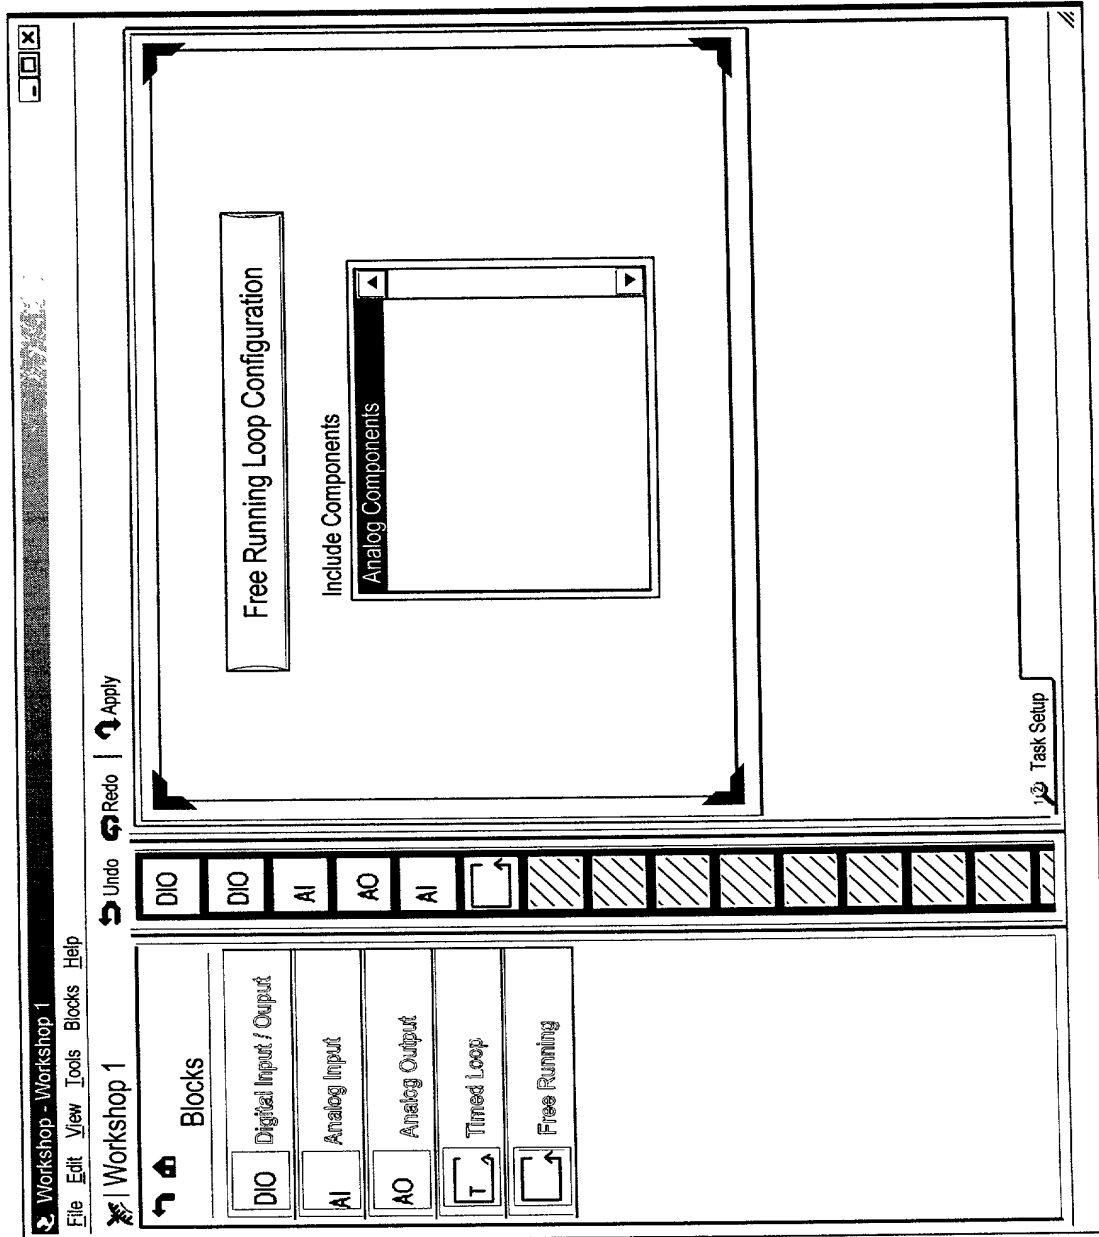 Workshop - Workshop 1
File Edit View Tools Blocks Help
Workshop 1
Undo Redo | Apply
Blocks
DIO Digital Input / Ouput
AI Analog Input
AO Analog Output
T Timed Loop
Free Running
DIO
DIO
AI
AO
AI
Free Running Loop Configuration
Include Components
Analog Components
Task Setup